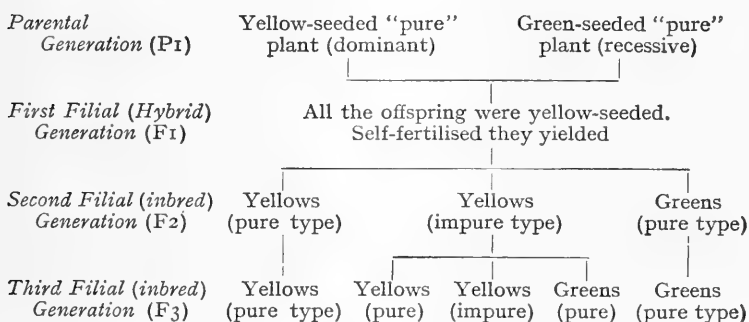 Parental Yellow-seeded “pure” Green-seeded “pure”
Generation (P1) plant (dominant) plant (recessive)
First Filial (Hybrid) All the offspring were yellow-seeded.
Generation (F1) Self-fertilised they yielded
Second Filial (inbred) Yellows Yellows Greens
Generation (F2) (pure type) (impure type) (pure type)
Third Filial (inbred) Yellows Yellows Yellows Greens Greens
Generation (F3) (pure type) (pure) (impure) (pure) (pure type)